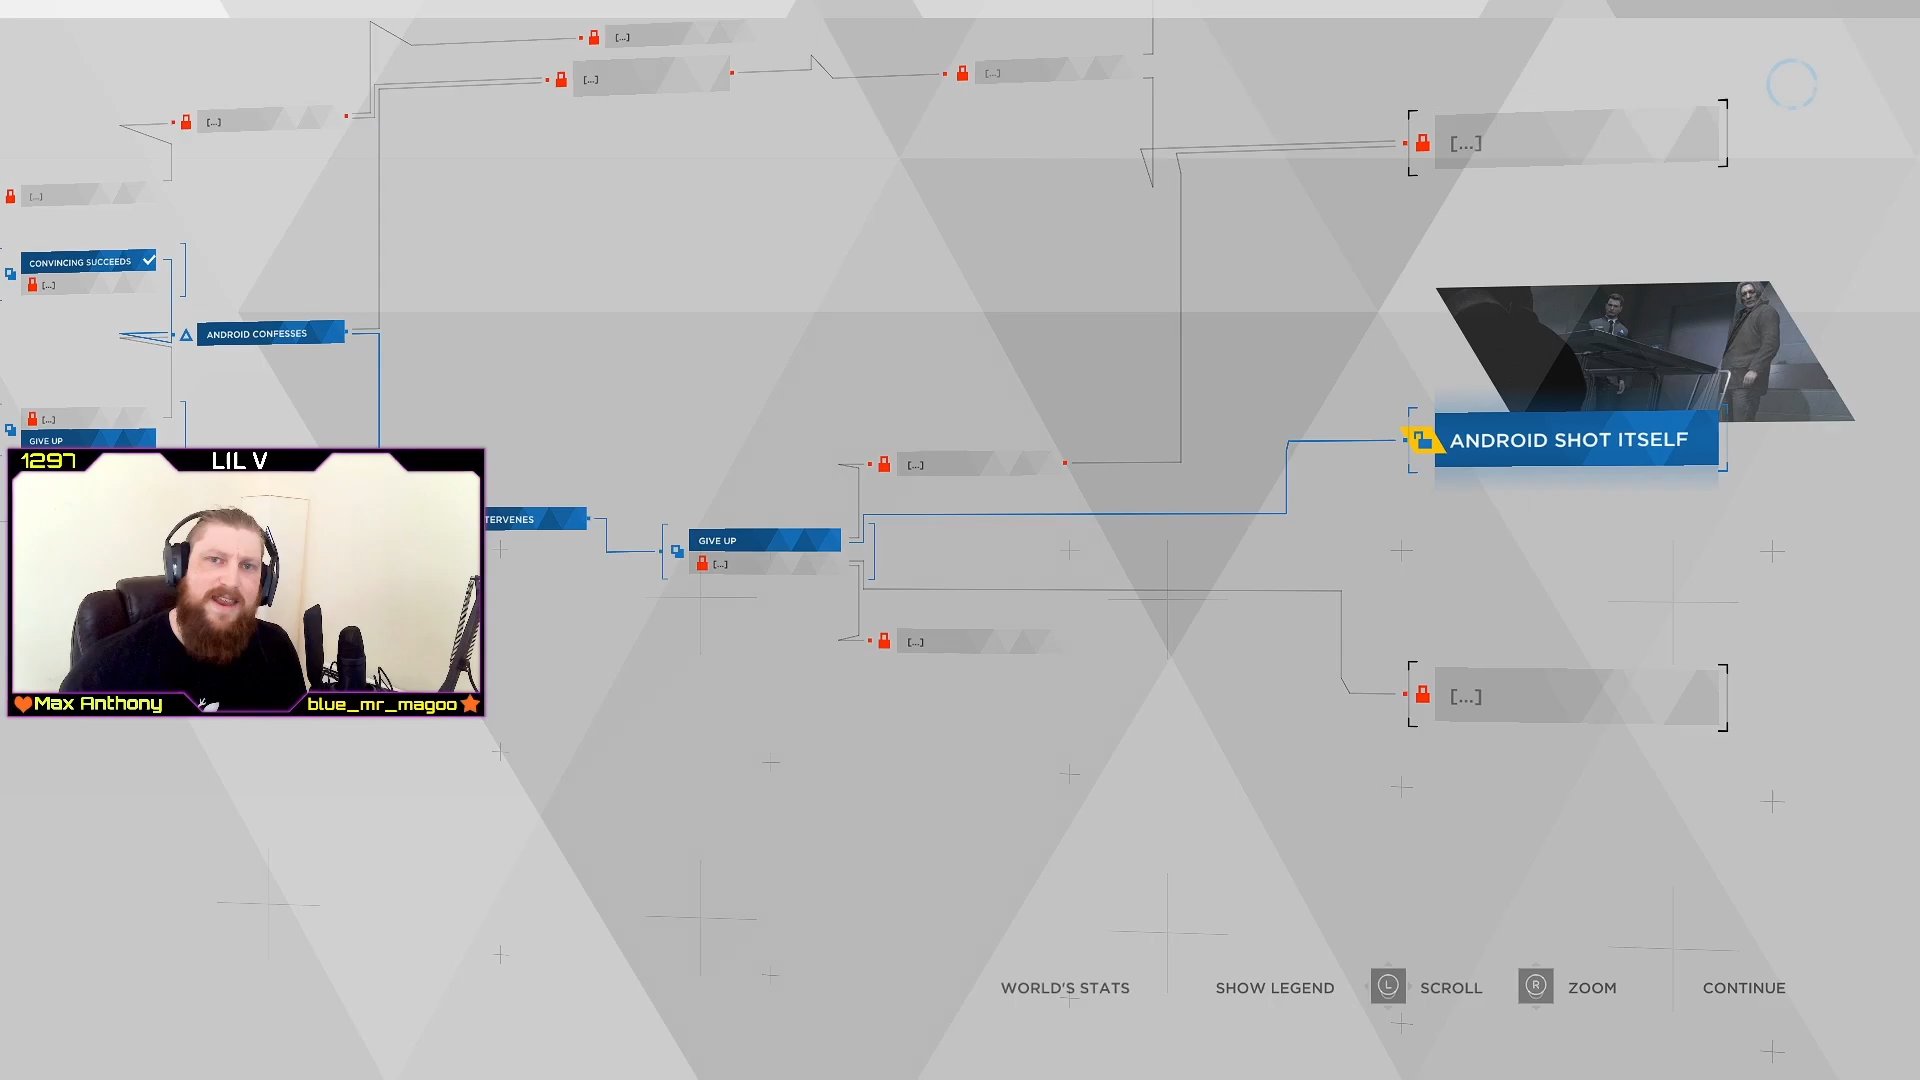 [...]
[...]
[...]
[...]
[...]
[...]
CONVINCING SUCCEEDS
[...]
ANDROID CONFESSES
[...]
GIVE UP
ANDROID SHOT ITSELF
1297
LIL V
[...]
TERVENES
GIVE UP
[...]
[...]
[...]
Max Anthony
blue_mr_magoo
WORLD'S STATS
SHOW LEGEND
L
SCROLL
R
ZOOM
CONTINUE